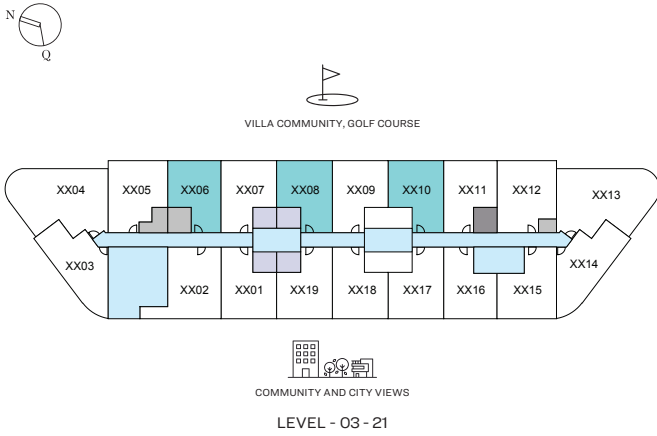 N
Q
VILLA COMMUNITY, GOLF COURSE
XX04 XX05 XX06 XX07 XX08 XX09 XX10 XX11 XX12 XX13
XX03 XX14
XX02 XX01 XX19 XX18 XX17 XX16 XX15
COMMUNITY AND CITY VIEWS
LEVEL - 03 - 21